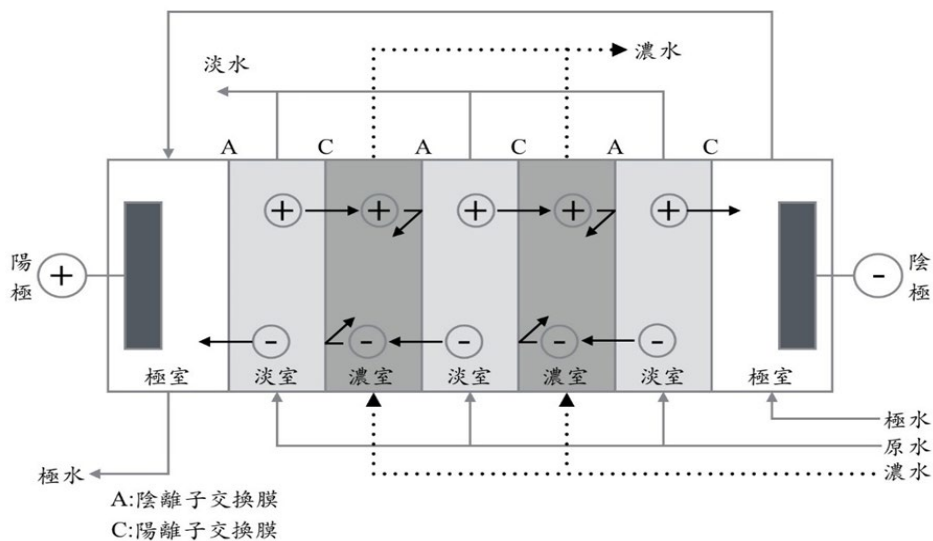 濃水
淡水
A C A C A C
+ + + + +
陽極
+
-
陰極
- - - - -
極室 淡室 濃室 淡室 濃室 淡室 極室
極水
原水
濃水
極水
A:陰離子交換膜
C:陽離子交換膜